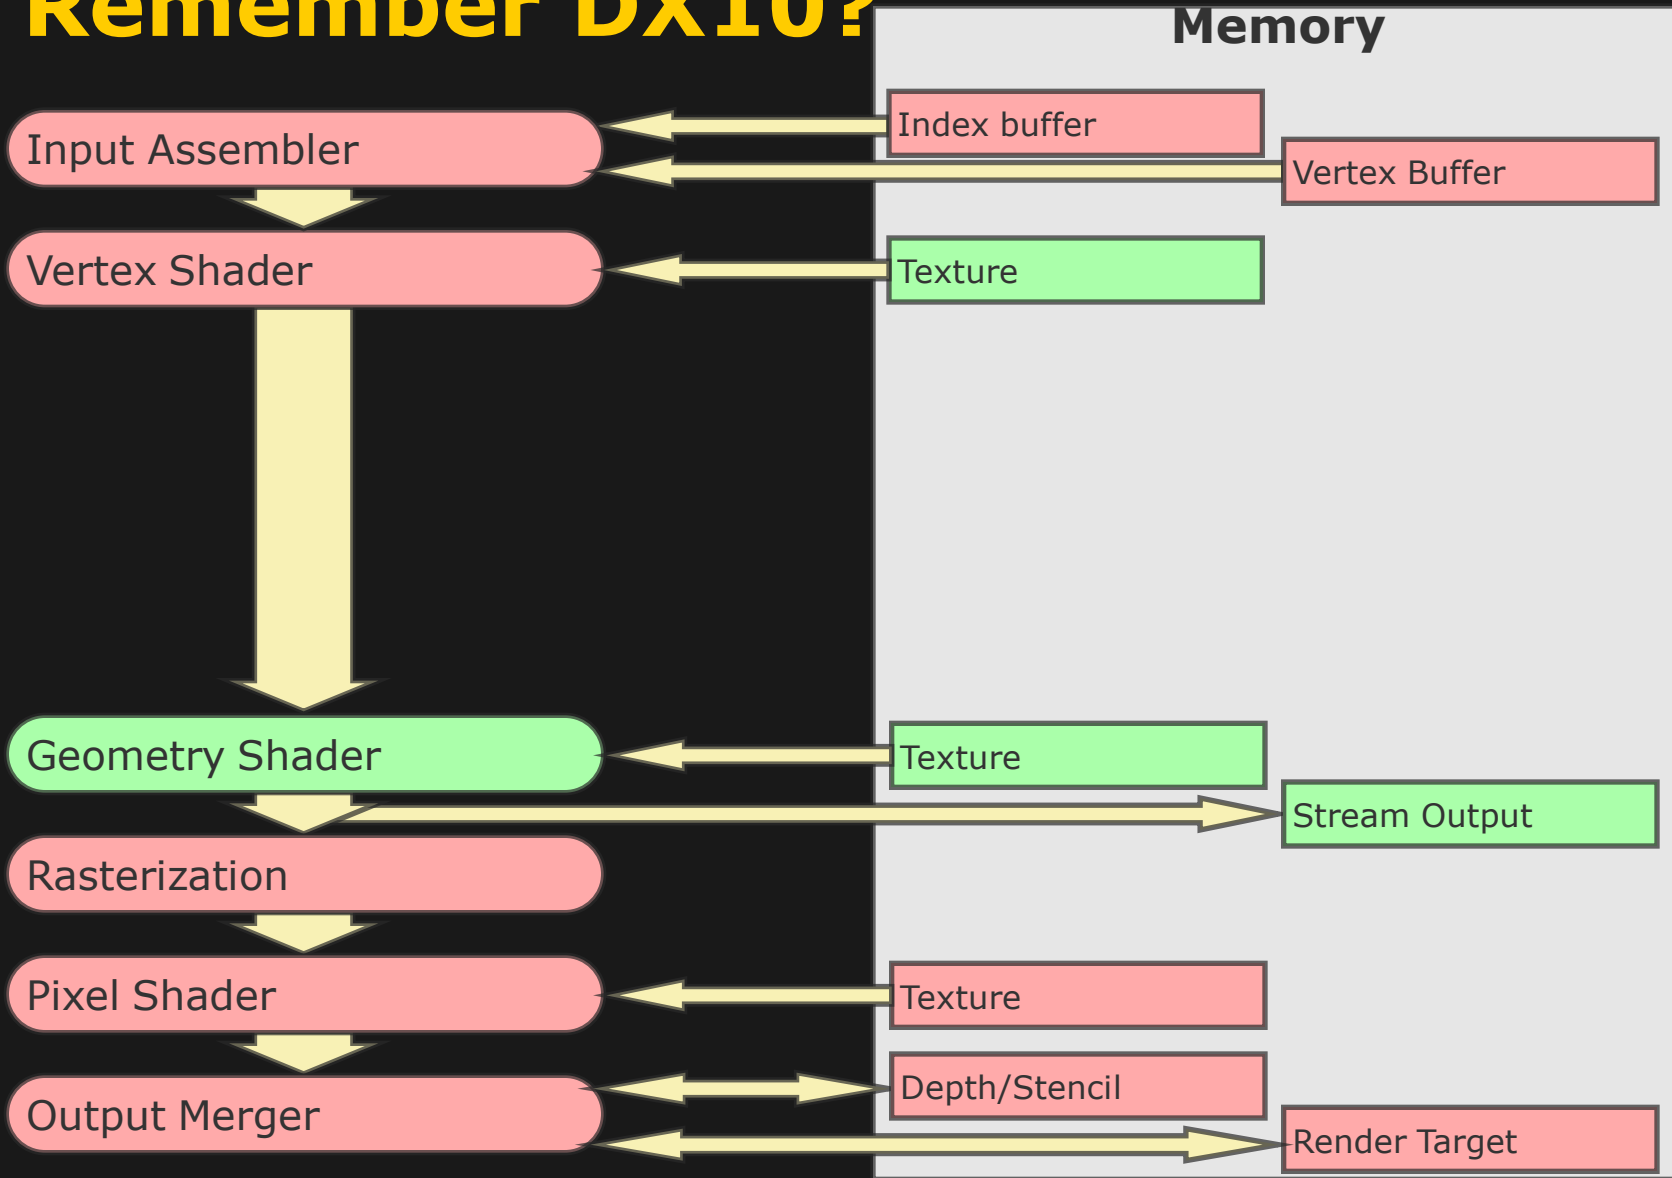 Remember DX10?
Memory
Index buffer
Input Assembler
Vertex Buffer
Vertex Shader
Texture
Geometry Shader
Texture
Stream Output
Rasterization
Pixel Shader
Texture
Depth/Stencil
Output Merger
Render Target